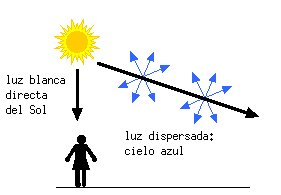 luz blanca
directa
del Sol
luz dispersada:
cielo azul